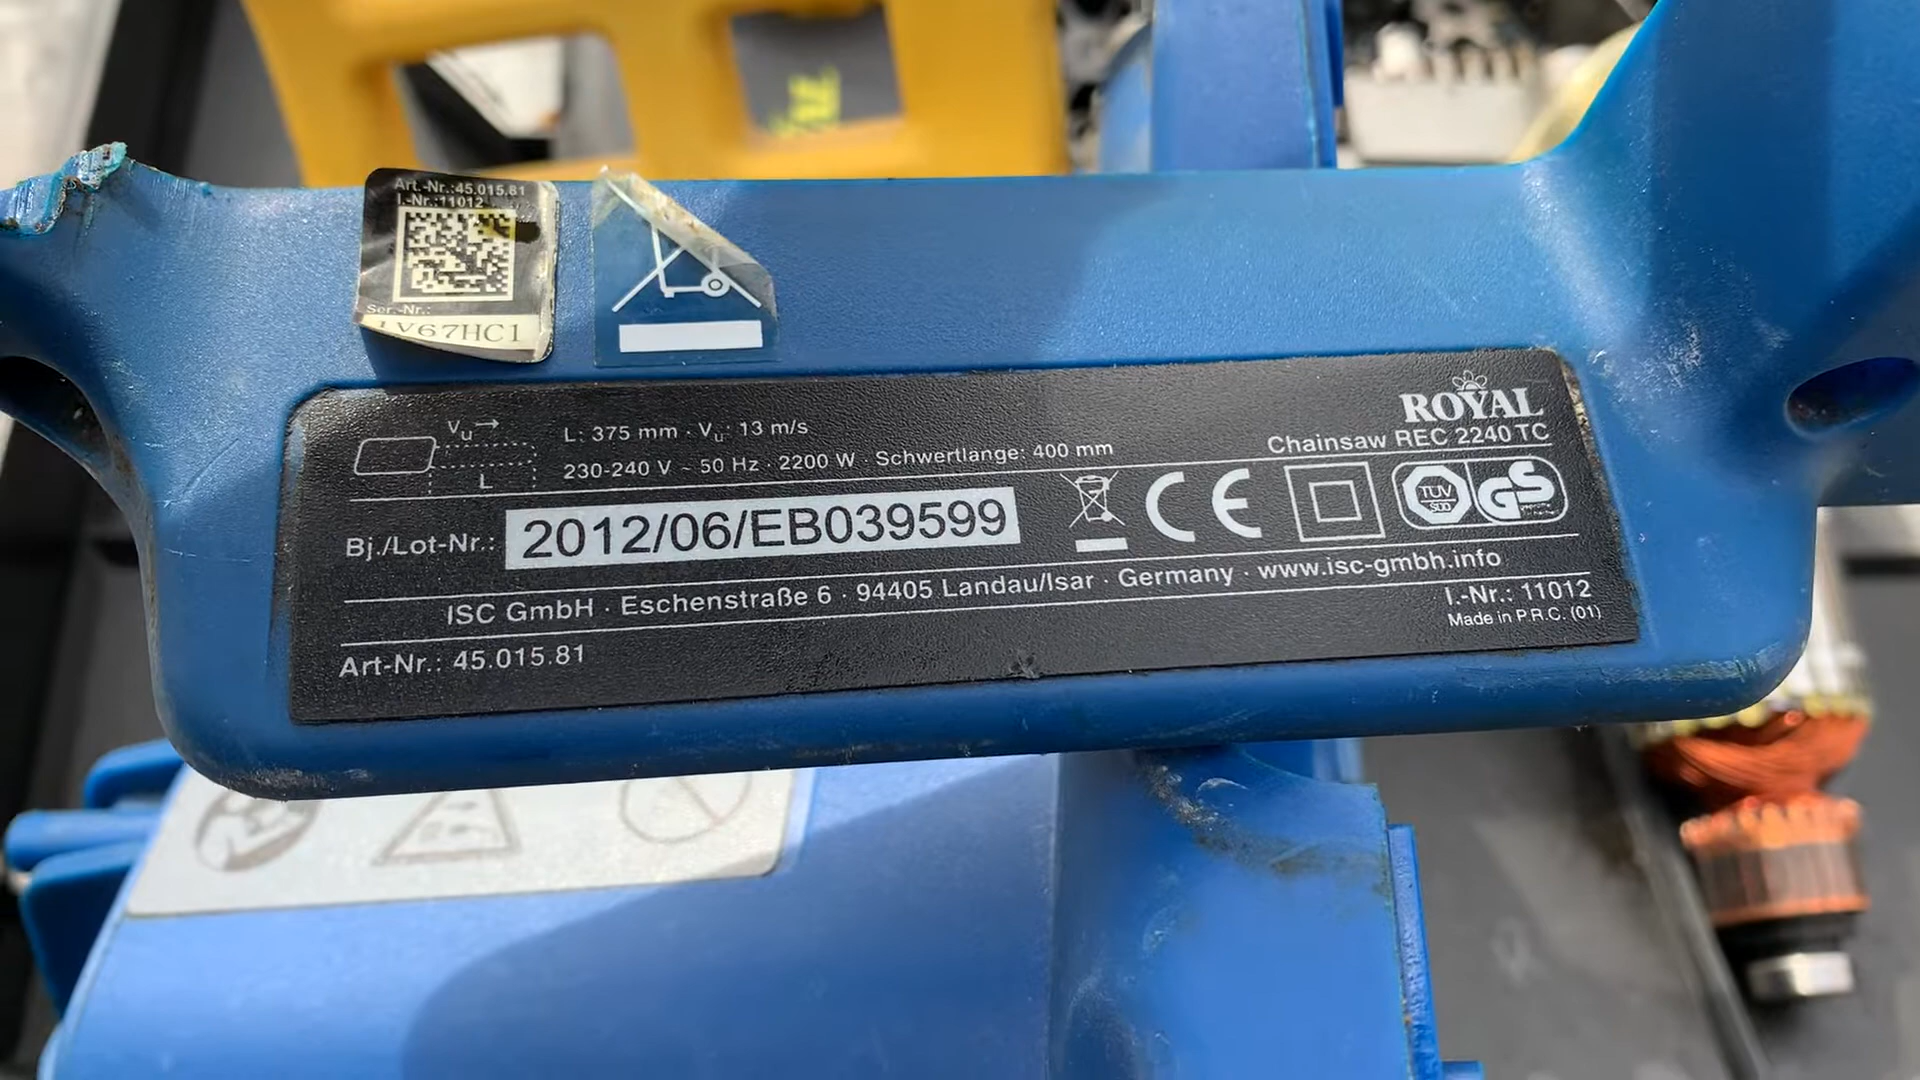 Art.-Nr.:45.015.81
I.-Nr.:11012
Ser.-Nr.:
1V67HC1
ROYAL
Chainsaw REC 2240 TC
Vu
L
L: 375 mm · Vu: 13 m/s
230-240 V ~ 50 Hz · 2200 W · Schwertlänge: 400 mm
Bj./Lot-Nr.: 2012/06/EB039599
CE
TÜV
SÜD
GS
ISC GmbH · Eschenstraße 6 · 94405 Landau/Isar · Germany · www.isc-gmbh.info
I.-Nr.: 11012
Made in P.R.C. (01)
Art-Nr.: 45.015.81